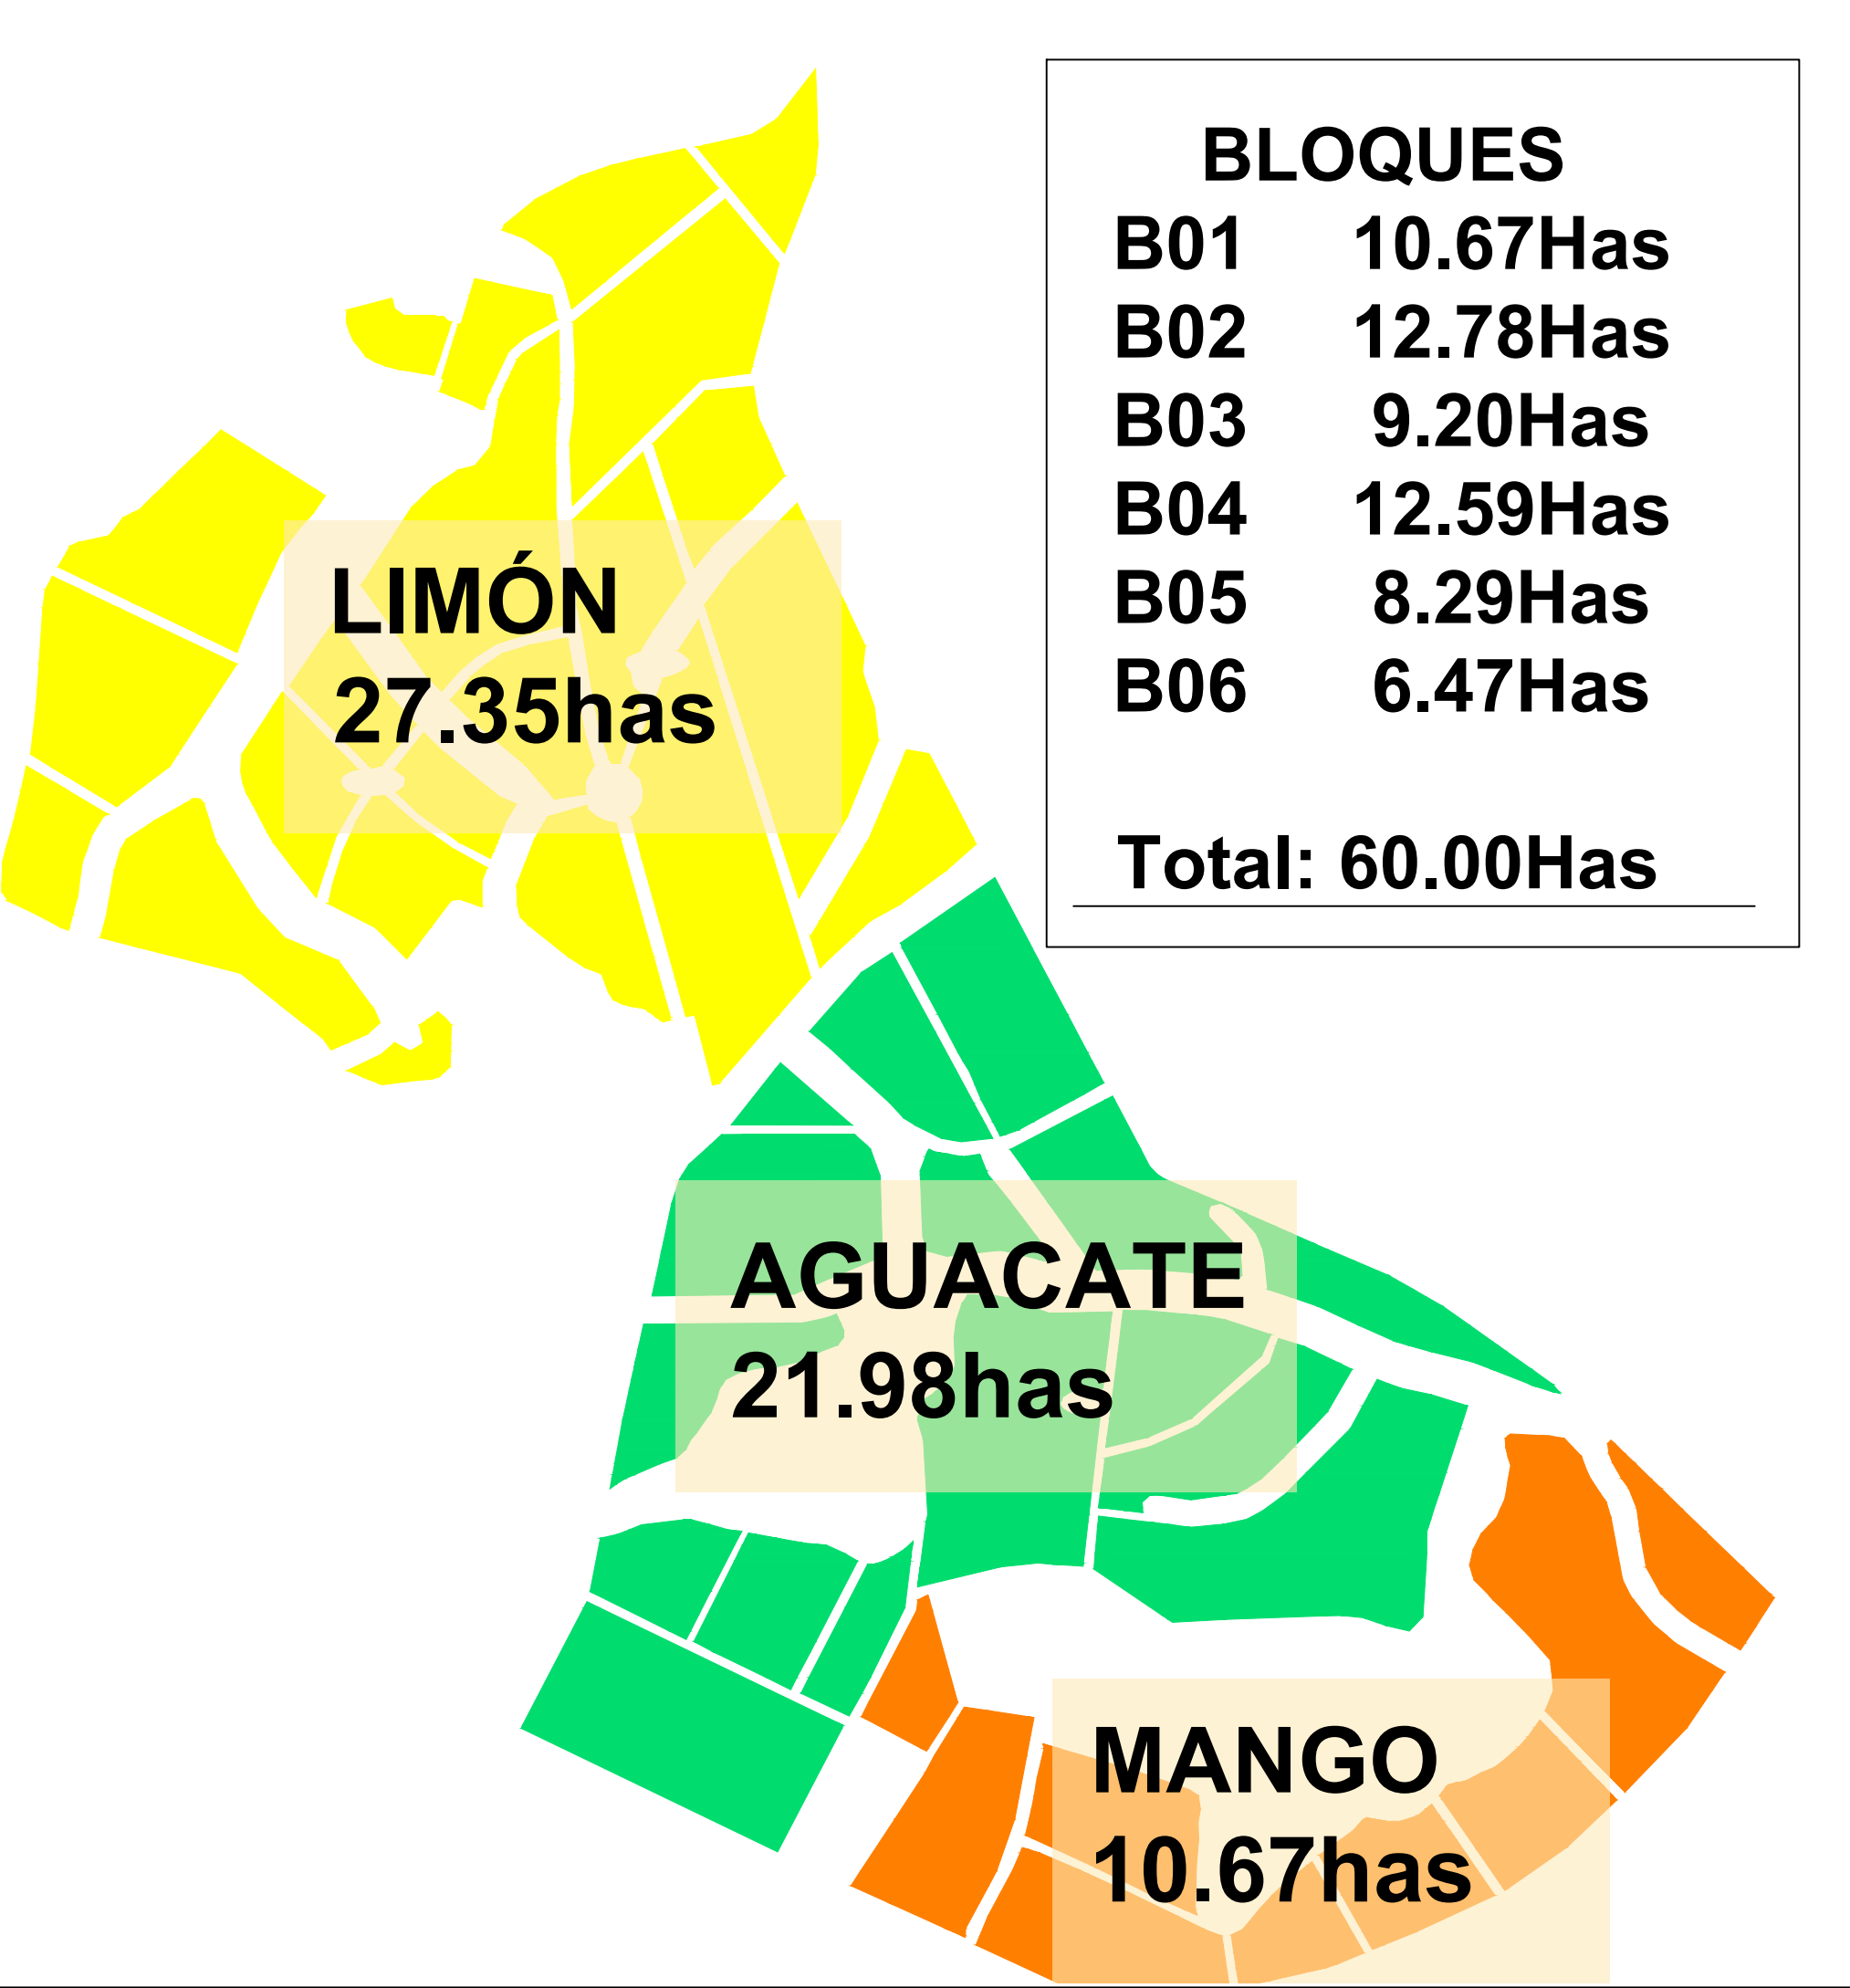 BLOQUES
B01 10.67Has
B02 12.78Has
B03 9.20Has
B04 12.59Has
B05 8.29Has
B06 6.47Has
Total: 60.00Has
LIMÓN
27.35has
AGUACATE
21.98has
MANGO
10.67has